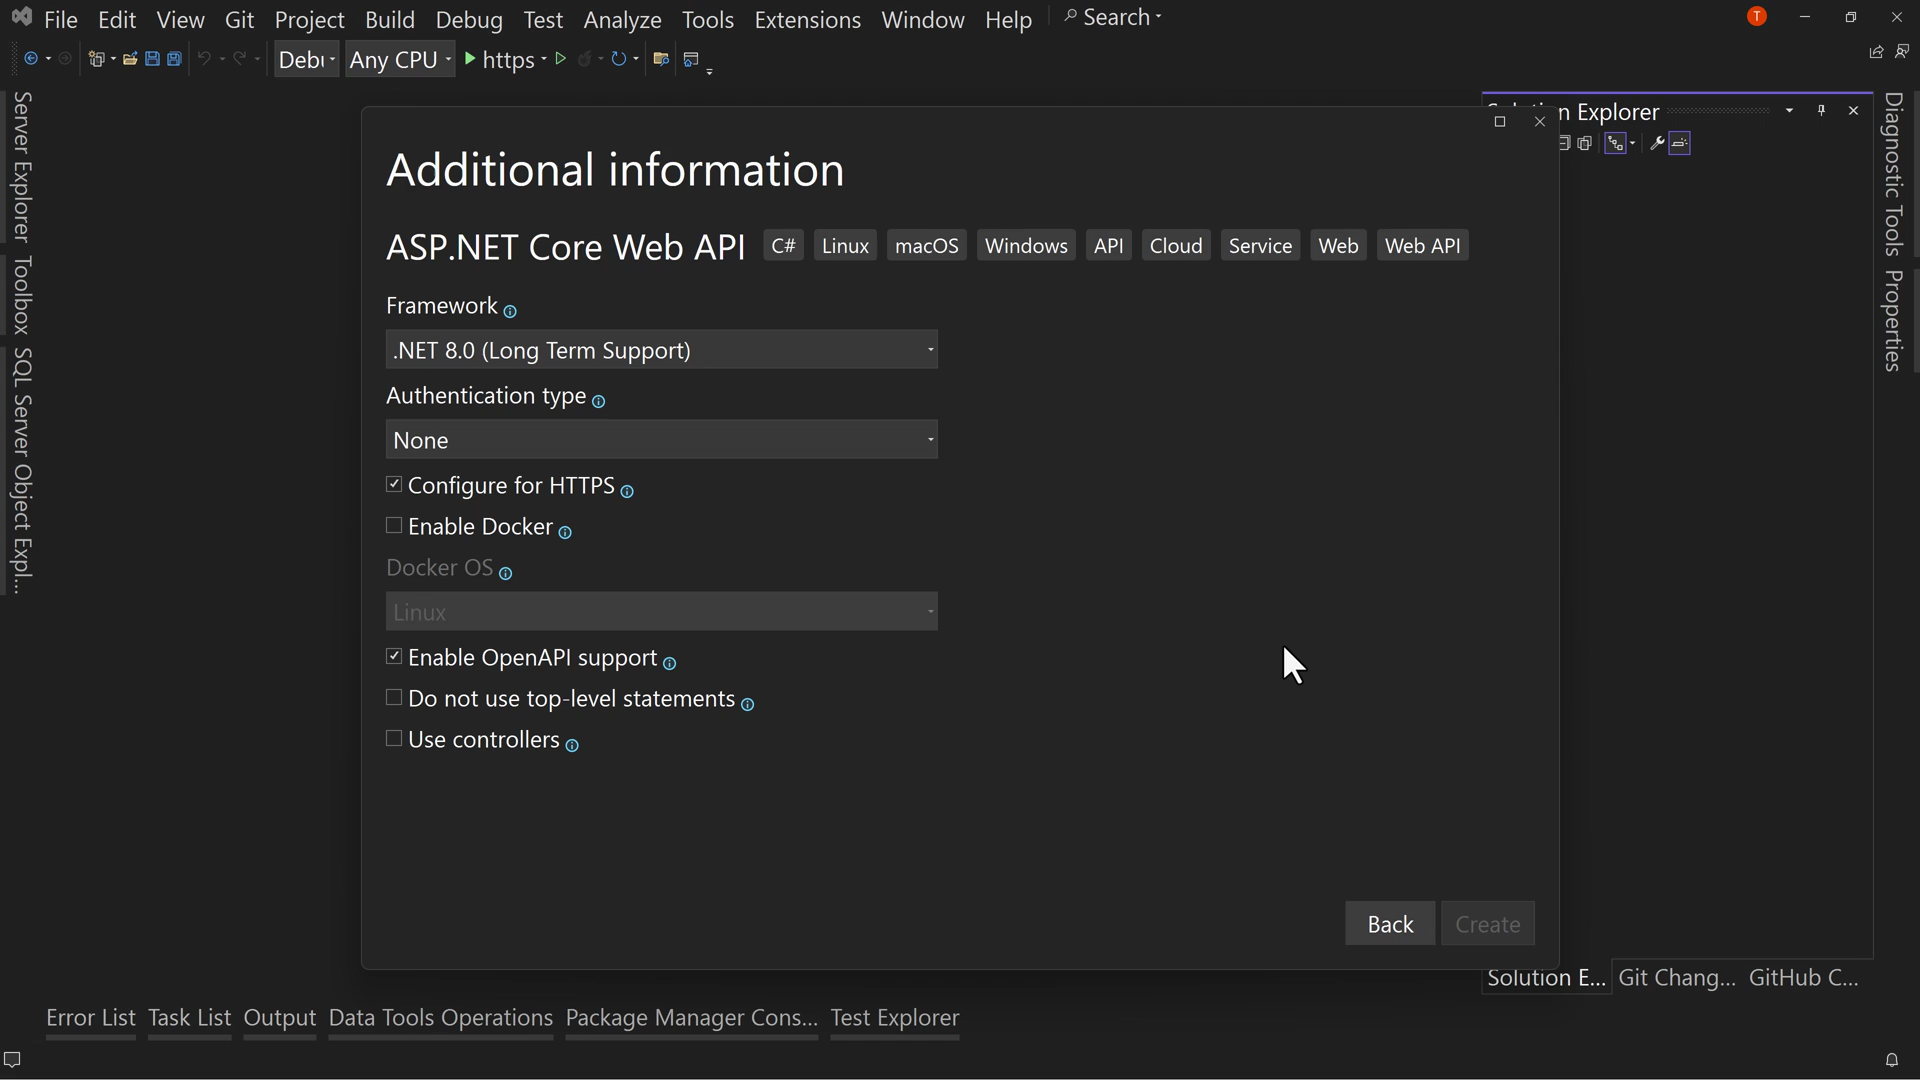 File Edit View Git Project Build Debug Test Analyze Tools Extensions Window Help Search
T
Any CPU https
Server Explorer
Toolbox
SQL Server Object Expl...
Additional information
ASP.NET Core Web API C# Linux macOS Windows API Cloud Service Web Web API
Framework
.NET 8.0 (Long Term Support)
Authentication type
None
Configure for HTTPS
Enable Docker
Docker OS
Linux
Enable OpenAPI support
Do not use top-level statements
Use controllers
Back Create
Explorer
Diagnostic Tools
Properties
Solution E... Git Chang... GitHub C...
Error List Task List Output Data Tools Operations Package Manager Cons... Test Explorer